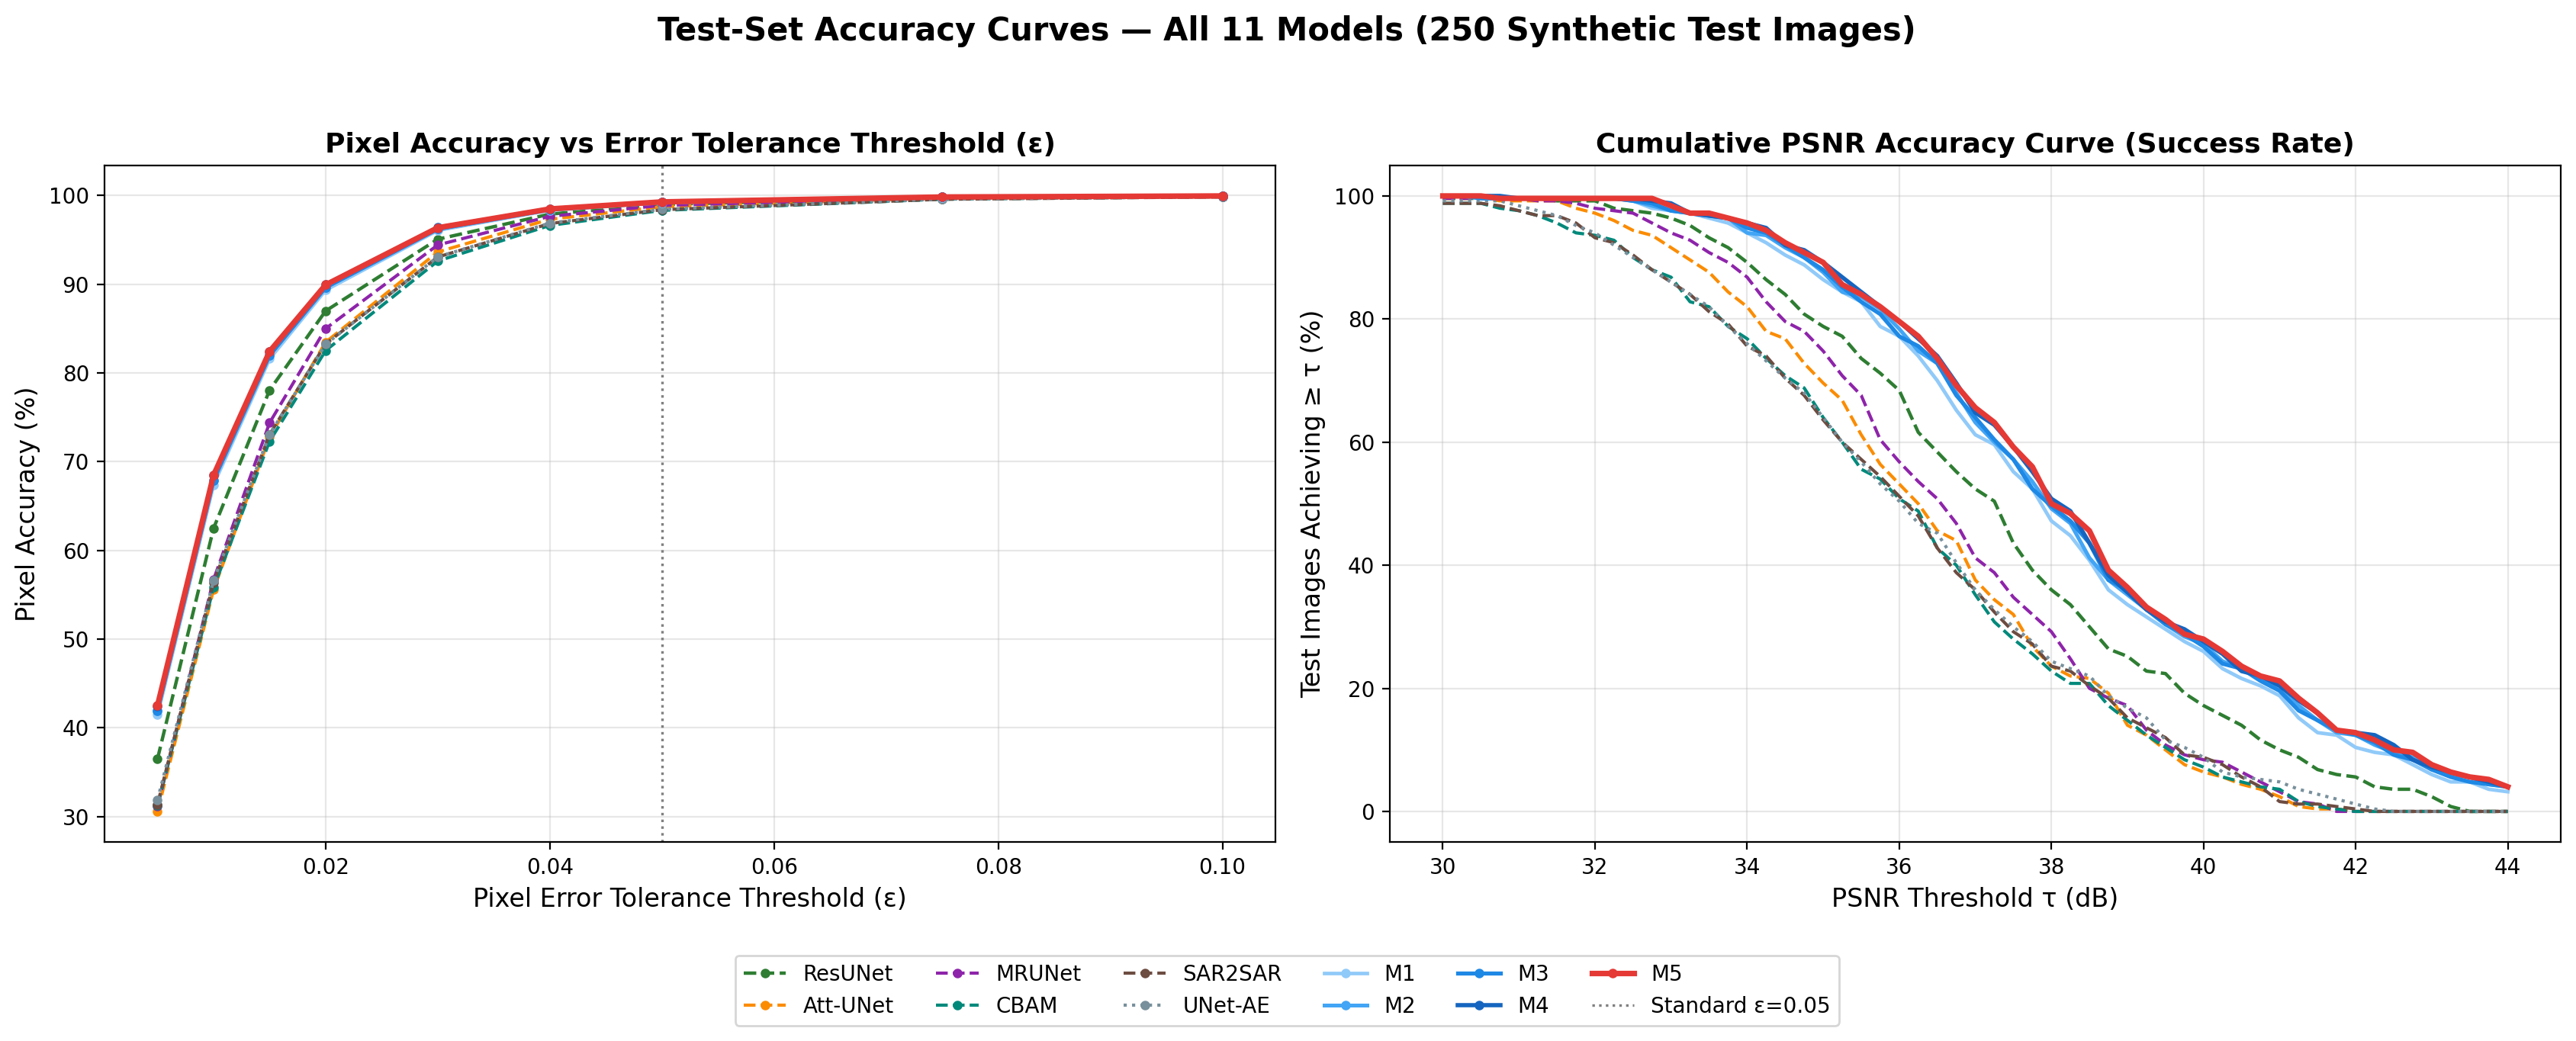 Test-Set Accuracy Curves — All 11 Models (250 Synthetic Test Images)
Pixel Accuracy vs Error Tolerance Threshold (ε)
Pixel Accuracy (%)
100
90
80
70
60
50
40
30
0.02 0.04 0.06 0.08 0.10
Pixel Error Tolerance Threshold (ε)
Cumulative PSNR Accuracy Curve (Success Rate)
Test Images Achieving ≥ τ (%)
100
80
60
40
20
0
30 32 34 36 38 40 42 44
PSNR Threshold τ (dB)
ResUNet MRUNet SAR2SAR M1 M3 M5
Att-UNet CBAM UNet-AE M2 M4 Standard ε=0.05